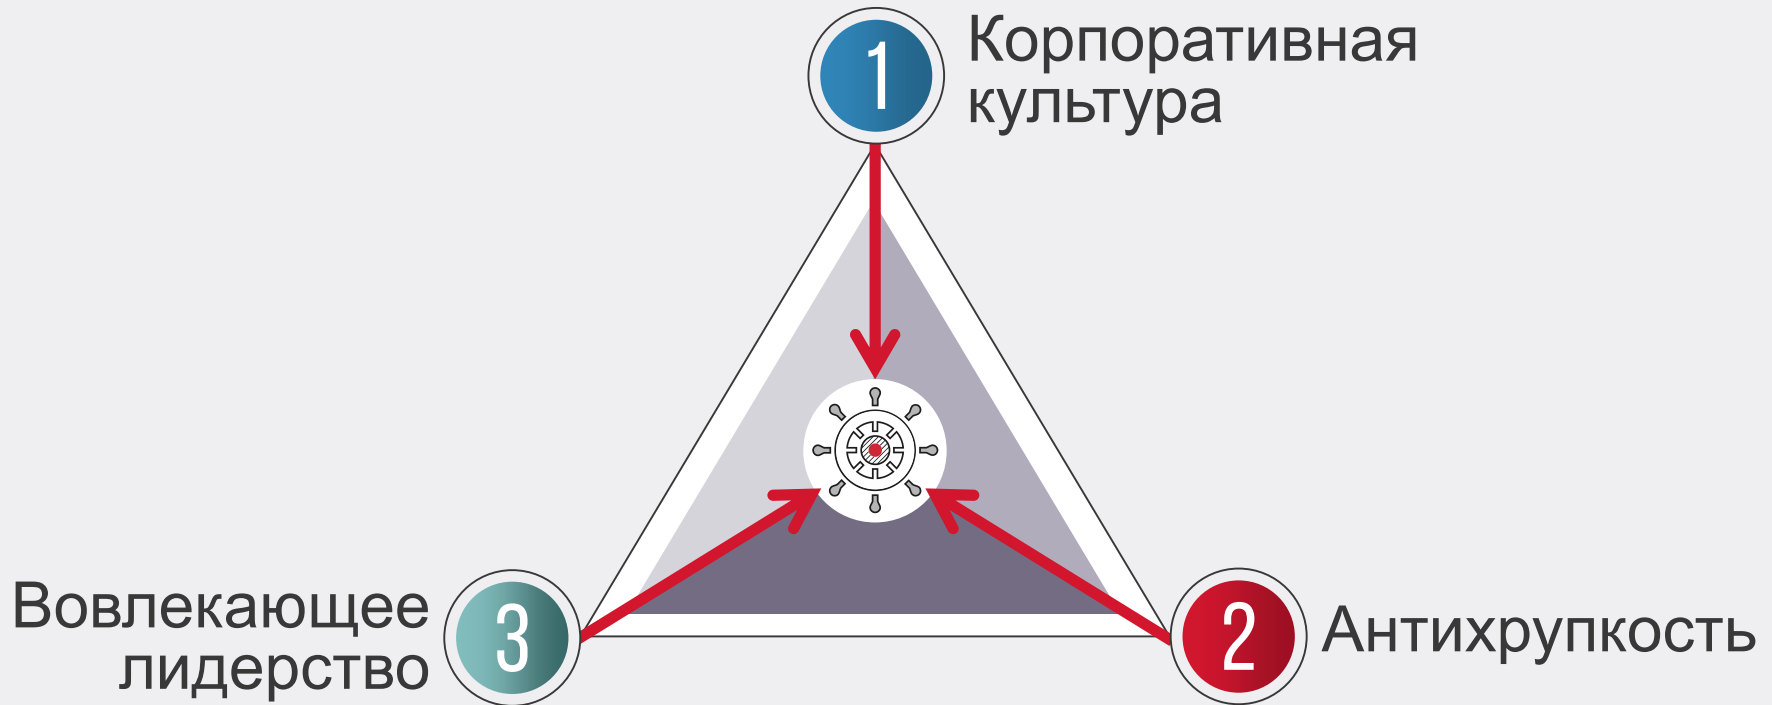 1
Корпоративная
культура
Вовлекающее
лидерство
3
2
Антихрупкость